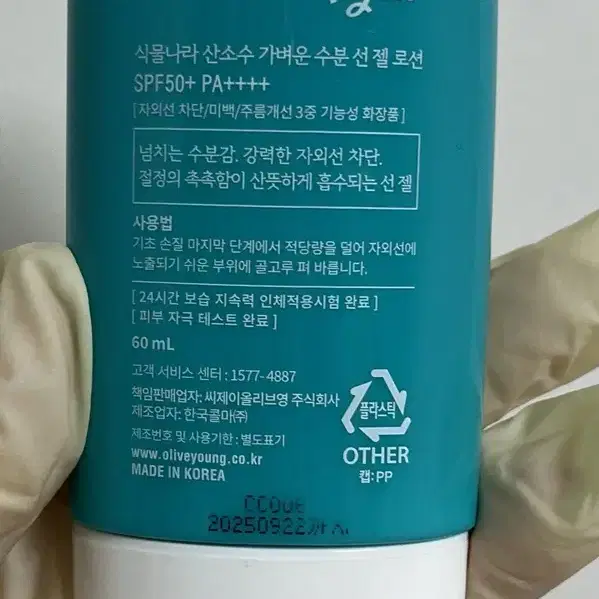 식물나라 산소수 가벼운 수분 선 젤 로션
SPF50+ PA++++
[자외선 차단/미백/주름개선 3중 기능성 화장품]
넘치는 수분감. 강력한 자외선 차단.
절정의 촉촉함이 산뜻하게 흡수되는 선 젤
사용법
기초 손질 마지막 단계에서 적당량을 덜어 자외선에
노출되기 쉬운 부위에 골고루 펴 바릅니다.
[24시간 보습 지속력 인체적용시험 완료]
[피부 자극 테스트 완료]
60 mL
고객 서비스 센터 : 1577-4887
책임판매업자: 씨제이올리브영 주식회사
제조업자: 한국콜마㈜
제조번호 및 사용기한 : 별도표기
www.oliveyoung.co.kr
MADE IN KOREA
플라스틱
OTHER
캡:PP
20250922까지